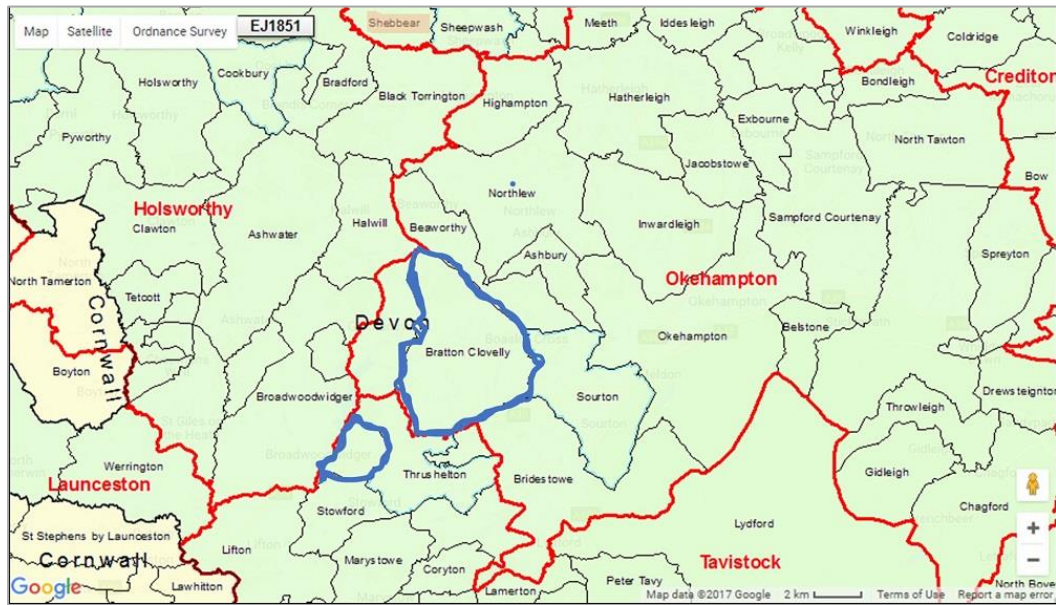 Map Satellite Ordnance Survey
EJ1851
Shebbear
Sheepwash
Meeth
Iddesleigh
Winkleigh
Coldridge
Holsworthy
Cookbury
Bradford
Black Torrington
Highampton
Hatherleigh
Bondleigh
Crediton
Pyworthy
Exbourne
North Tawton
Jacobstowe
Bow
Holsworthy
Clawton
Ashwater
Halwill
Beaworthy
Northlew
Inwardleigh
Sampford Courtenay
Ashbury
Spreyton
North Tamerton
Tetcott
Okehampton
Cornwall
Devon
Bratton Clovelly
Okehampton
Belstone
Boyton
Broadwoodwidger
Sourton
Drewsteignton
Throwleigh
Werrington
Launceston
Thrushelton
Bridestowe
Gidleigh
Chagford
Stowford
St Stephens by Launceston
Lydford
Cornwall
Lifton
Marystowe
Coryton
Tavistock
Google
Lawhitton
Lamerton
Peter Tavy
North Bove
Map data ©2017 Google 2 km Terms of Use Report a map error